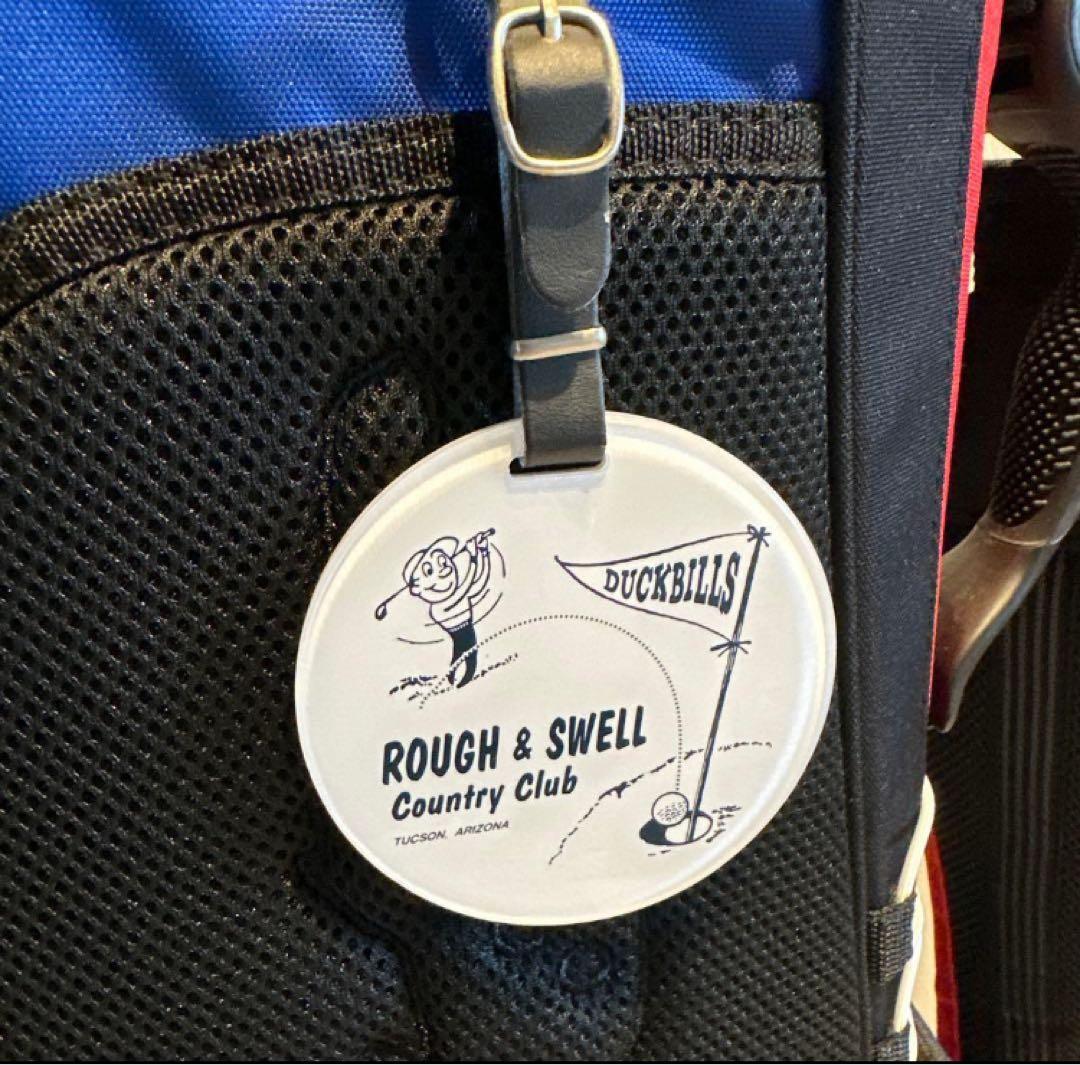 DUCKBILLS
ROUGH & SWELL
Country Club
TUCSON, ARIZONA